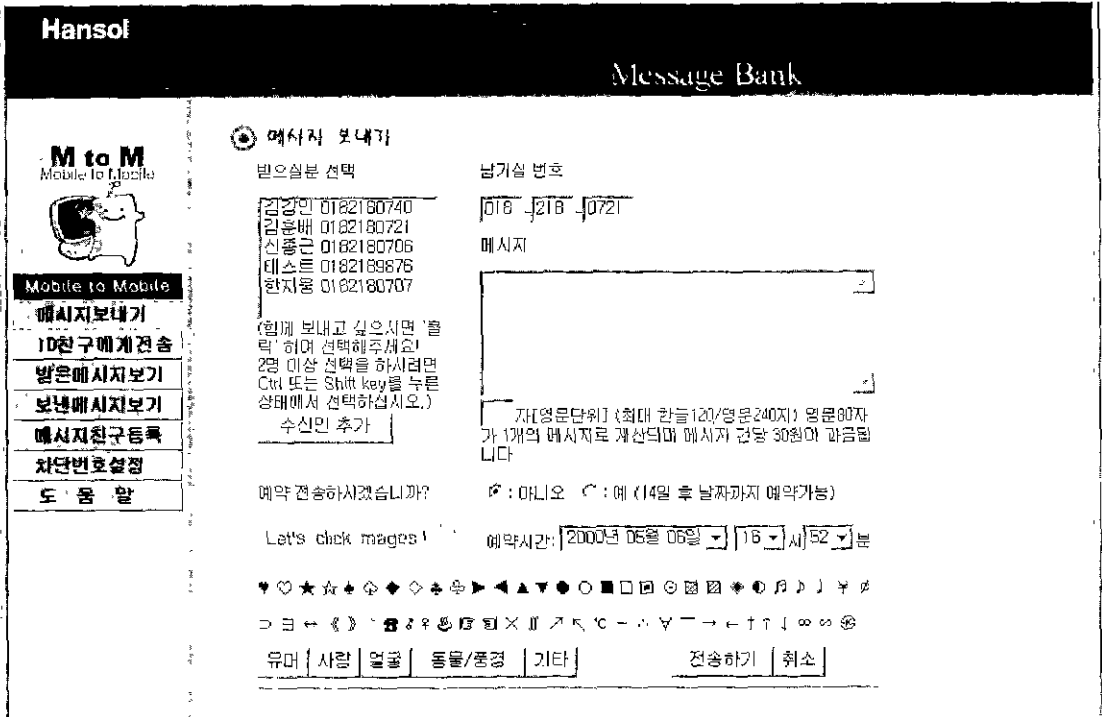 Hansol
Message Bank
M to M
Mobile to Mobile
Mobile to Mobile
메시지보내기
10친구에게전송
받은메시지보기
보낸메시지보기
메시지친구등록
차단번호설정
도 움 말
메시지 보내기
받으실분 선택
김강민 0182180740
김훈배 0182180721
신종근 0182180706
테스트 0182189876
한지웅 0182180707
(함께 보내고 싶으시면 '클
릭' 하여 선택해주세요!
2명 이상 선택을 하시려면
Ctrl 또는 Shift key를 누른
상태에서 선택하십시오.)
수신인 추가
남기실 번호
018 - 218 - 0721
메시지
자[영문단위] (최대 한글120/영문240자) 영문80자
가 1개의 메시지로 계산되며 메시지 건당 30원이 과금됩
니다
예약 전송하시겠습니까?
: 아니오 : 예 (14일 후 날짜까지 예약가능)
Let's click images!
예약시간: 2000년 06월 06일 16 시 52 분
♥♡★☆♠♤◆◇♣♧▶◀▲▼●○■□▣⊙▨▧◈◐♬♪♩¥
⊃∃↔《》☎♂♀♨☞☜×∬↗↖℃~∴∀→←†↑↓∞∽
유머 사랑 얼굴 동물/풍경 기타
전송하기 취소